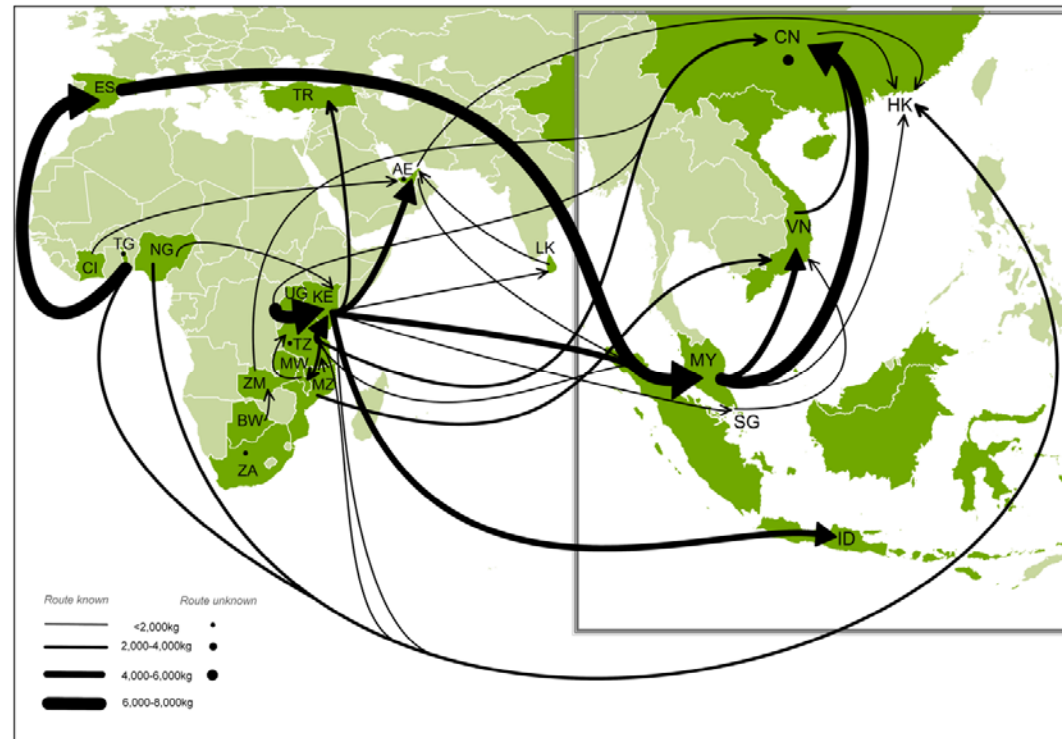 CN
ES
TR
HK
AE
VN
TG
NG
LK
CI
UG
KE
TZ
MW
MY
ZM
MZ
BW
SG
ZA
ID
Route known Route unknown
<2,000kg
2,000-4,000kg
4,000-6,000kg
6,000-8,000kg